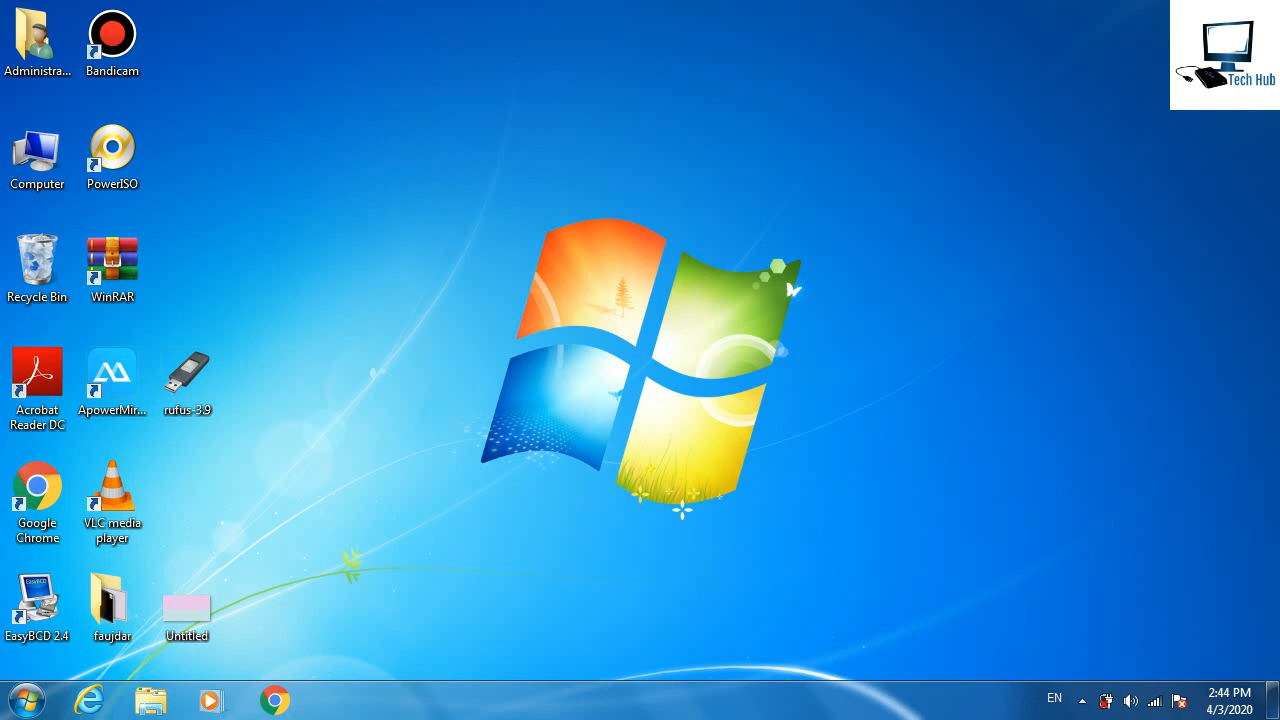 Administra...
Bandicam
Tech Hub
Computer
PowerISO
Recycle Bin
WinRAR
Acrobat
Reader DC
ApowerMir...
rufus-3.9
Google
Chrome
VLC media
player
EasyBCD
EasyBCD 2.4
faujdar
Untitled
EN
2:44 PM
4/3/2020